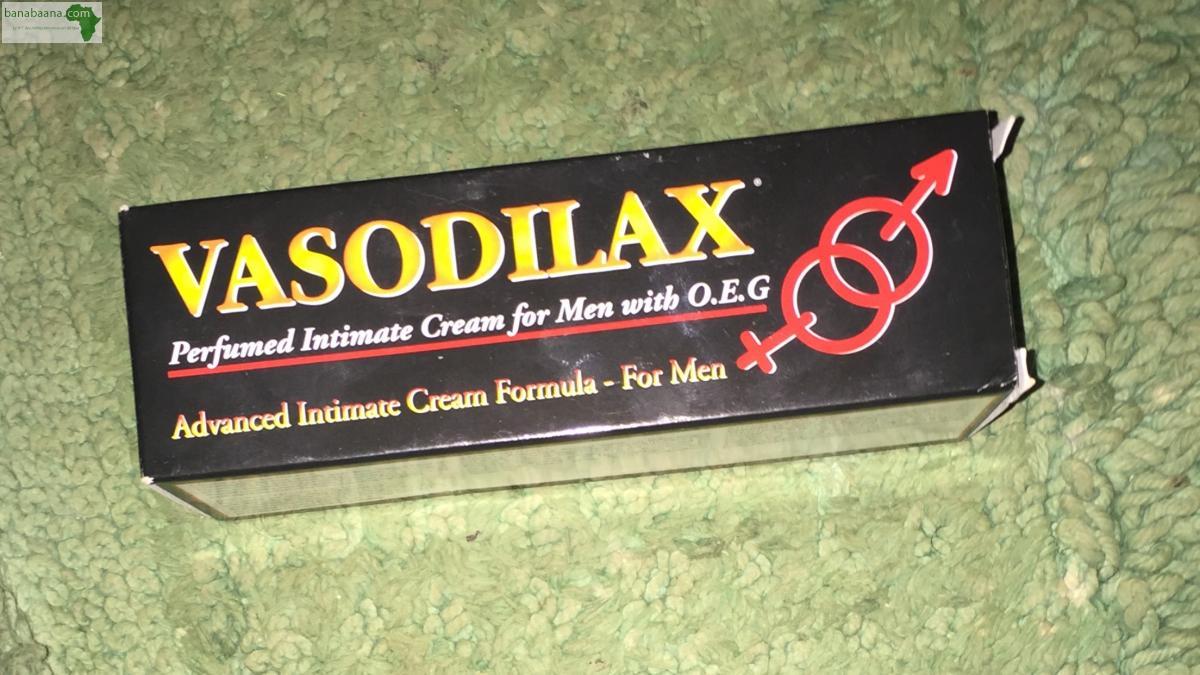 banabaana.com
VASODILAX®
Perfumed Intimate Cream for Men with O.E.G
Advanced Intimate Cream Formula - For Men